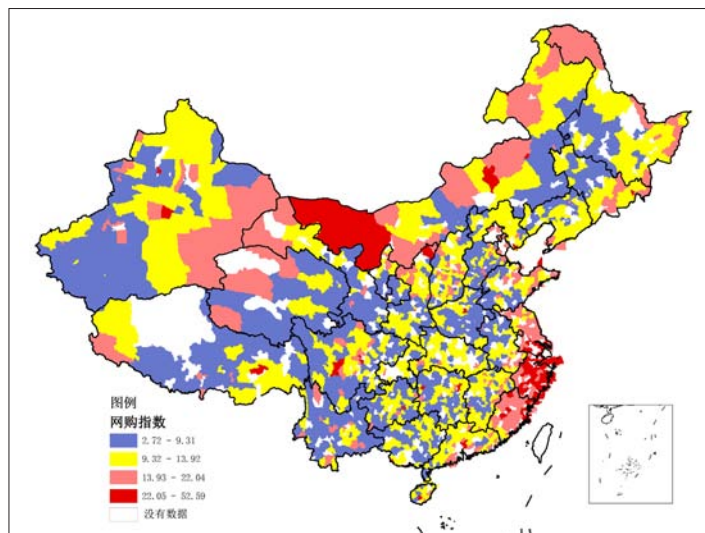 图例
网购指数
2.72 - 9.31
9.32 - 13.92
13.93 - 22.04
22.05 - 52.59
没有数据